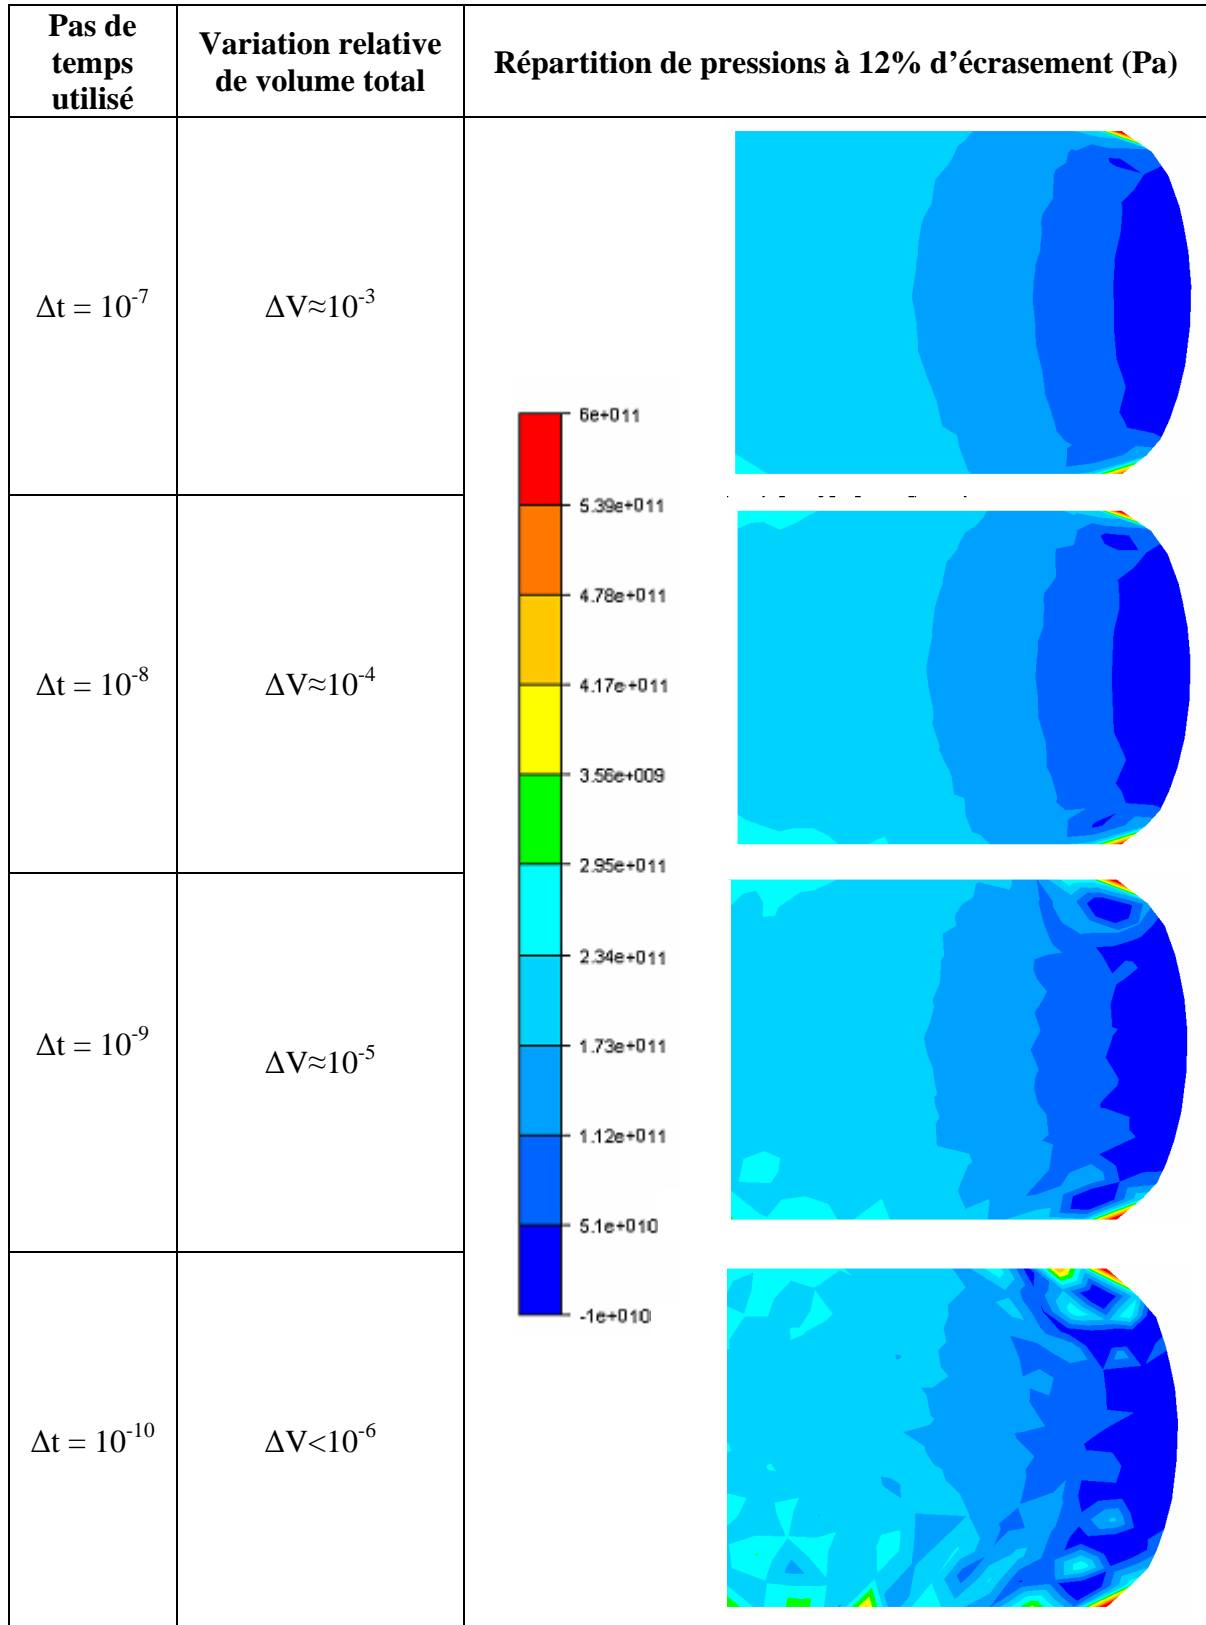 Pas de
temps
utilisé
Variation relative
de volume total
Répartition de pressions à 12% d'écrasement (Pa)
Δt = 10⁻⁷
ΔV≈10⁻³
Δt = 10⁻⁸
ΔV≈10⁻⁴
Δt = 10⁻⁹
ΔV≈10⁻⁵
Δt = 10⁻¹⁰
ΔV<10⁻⁶
6e+011
5.39e+011
4.78e+011
4.17e+011
3.56e+009
2.95e+011
2.34e+011
1.73e+011
1.12e+011
5.1e+010
-1e+010